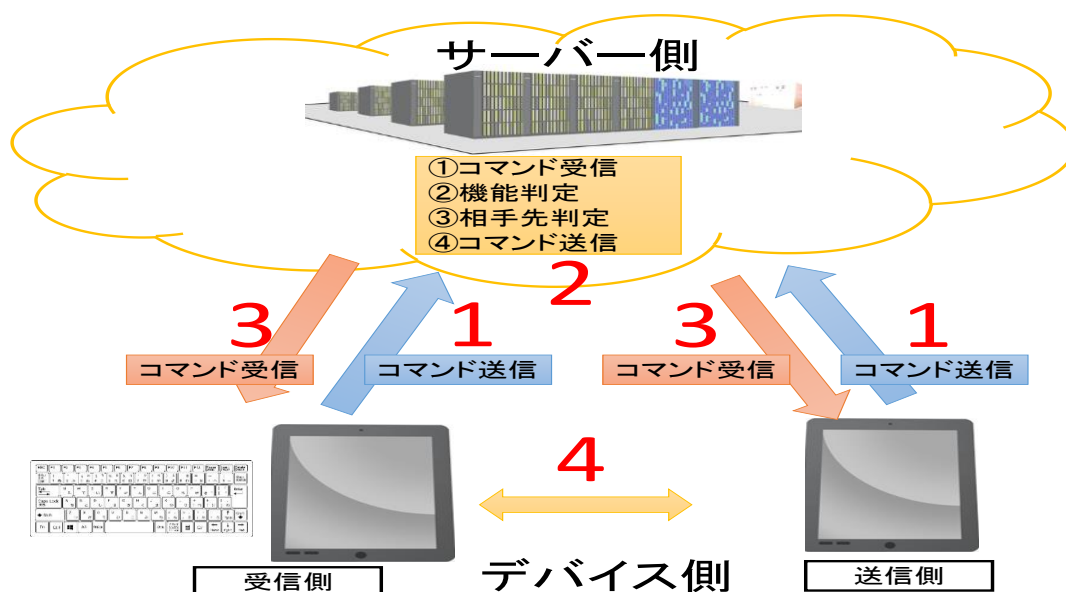 サーバー側
①コマンド受信
②機能判定
③相手先判定
④コマンド送信
2
3
1
3
1
コマンド受信
コマンド送信
コマンド受信
コマンド送信
4
受信側
デバイス側
送信側